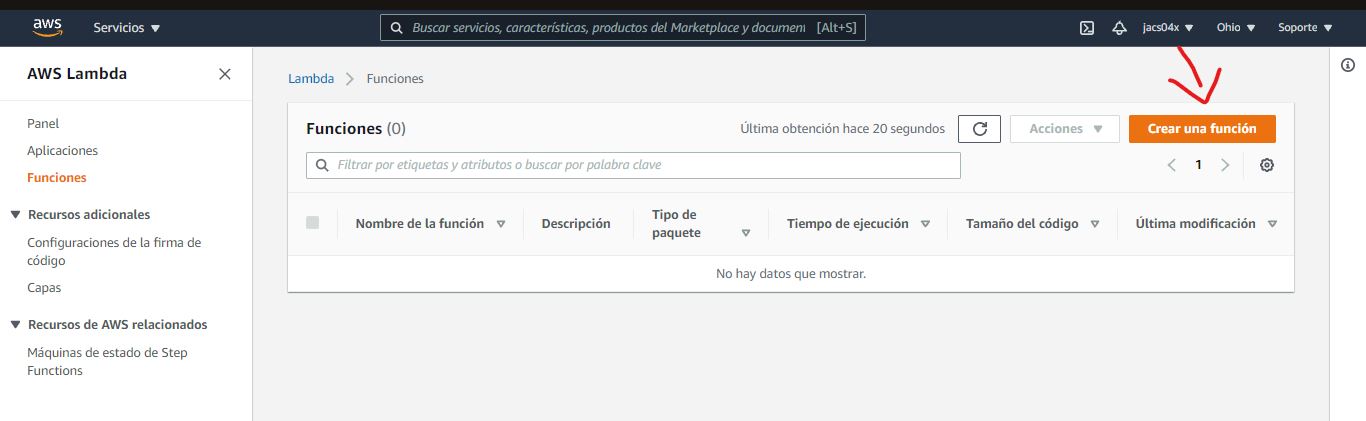 aws
Servicios
Buscar servicios, características, productos del Marketplace y document [Alt+S]
jacs04x
Ohio
Soporte
AWS Lambda
Panel
Aplicaciones
Funciones
Recursos adicionales
Configuraciones de la firma de
código
Capas
Recursos de AWS relacionados
Máquinas de estado de Step
Functions
Lambda
Funciones
Funciones (0)
Última obtención hace 20 segundos
Acciones
Crear una función
Filtrar por etiquetas y atributos o buscar por palabra clave
1
Nombre de la función
Descripción
Tipo de
paquete
Tiempo de ejecución
Tamaño del código
Última modificación
No hay datos que mostrar.